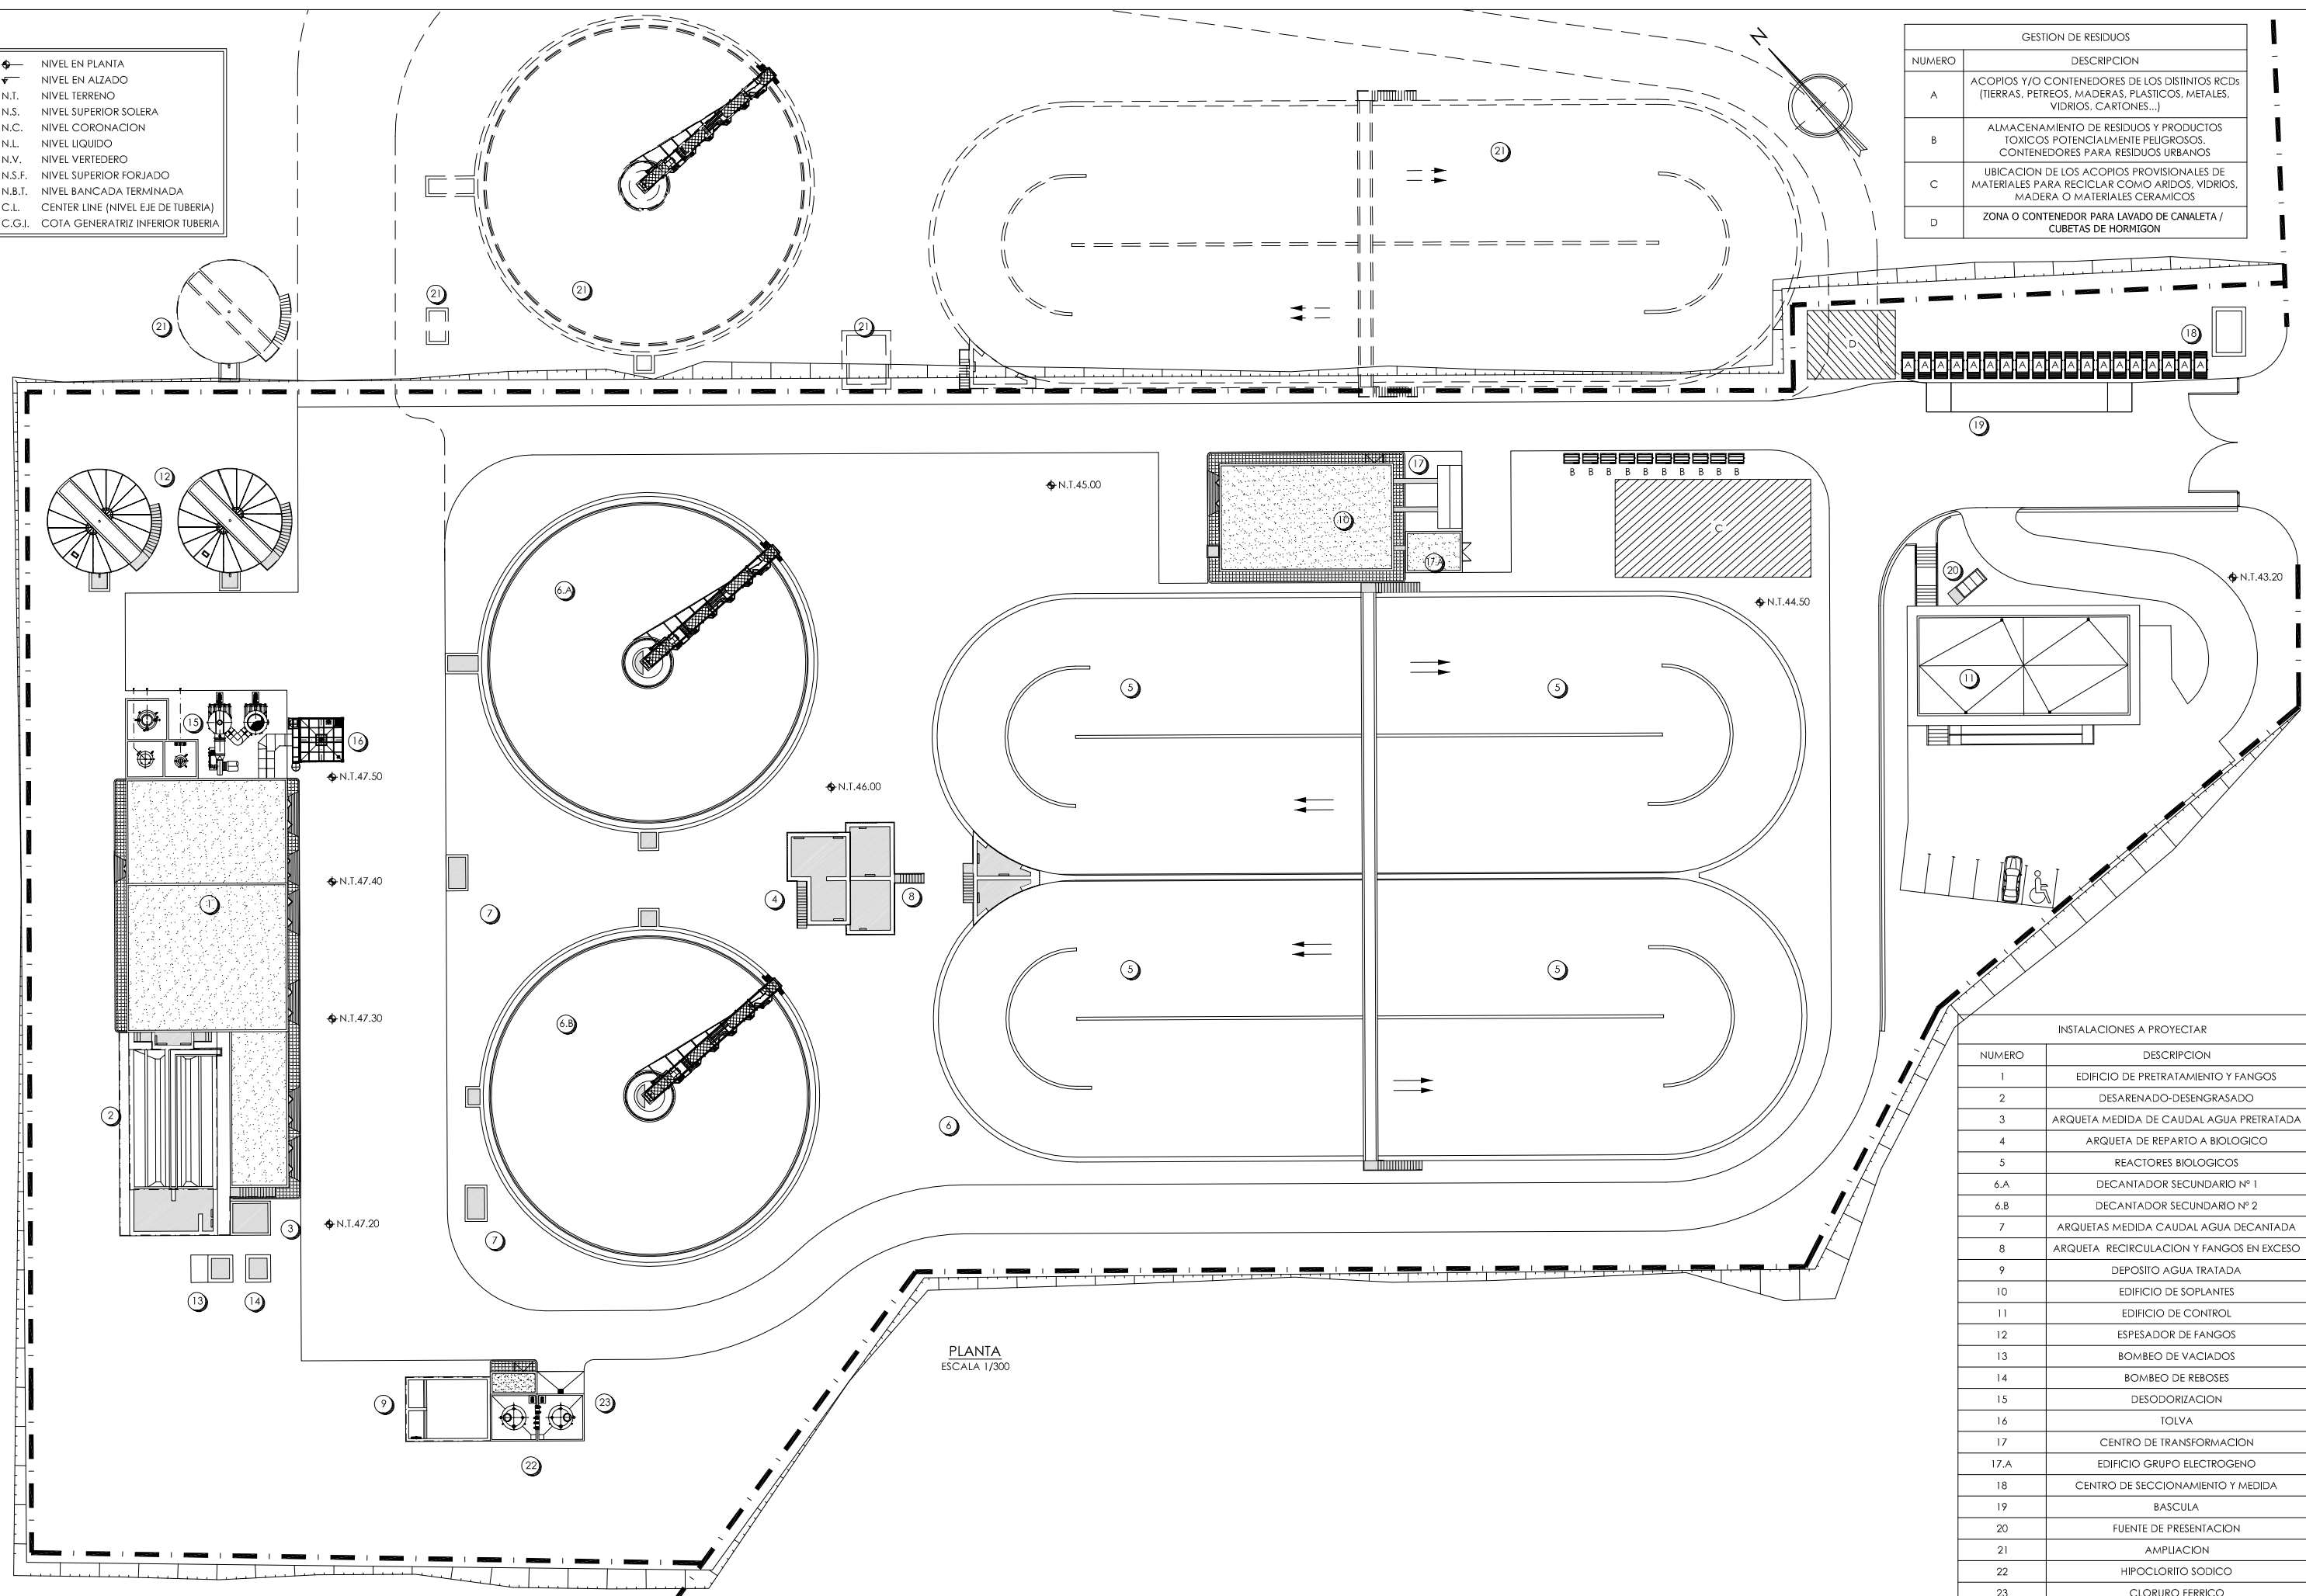 NIVEL EN PLANTA
NIVEL EN ALZADO
N.T. NIVEL TERRENO
N.S. NIVEL SUPERIOR SOLERA
N.C. NIVEL CORONACION
N.L. NIVEL LIQUIDO
N.V. NIVEL VERTEDERO
N.S.F. NIVEL SUPERIOR FORJADO
N.B.T. NIVEL BANCADA TERMINADA
C.L. CENTER LINE (NIVEL EJE DE TUBERIA)
C.G.I. COTA GENERATRIZ INFERIOR TUBERIA
N
GESTION DE RESIDUOS
NUMERO DESCRIPCION
A ACOPIOS Y/O CONTENEDORES DE LOS DISTINTOS RCDs
(TIERRAS, PETREOS, MADERAS, PLASTICOS, METALES,
VIDRIOS, CARTONES...)
B ALMACENAMIENTO DE RESIDUOS Y PRODUCTOS
TOXICOS POTENCIALMENTE PELIGROSOS.
CONTENEDORES PARA RESIDUOS URBANOS
C UBICACION DE LOS ACOPIOS PROVISIONALES DE
MATERIALES PARA RECICLAR COMO ARIDOS, VIDRIOS,
MADERA O MATERIALES CERAMICOS
D ZONA O CONTENEDOR PARA LAVADO DE CANALETA /
CUBETAS DE HORMIGON
21
21
21
21
21
18
D
A A A A A A A A A A A A A A A A A A A
19
12
N.T.45.00
17
10
17.A
B B B B B B B B B B
C
6.A
20
N.T.43.20
N.T.44.50
5
5
11
15
16
N.T.47.50
N.T.46.00
N.T.47.40
1
4
8
7
5
5
N.T.47.30
6.B
2
6
3
N.T.47.20
7
13
14
PLANTA
ESCALA 1/300
9
23
22
INSTALACIONES A PROYECTAR
NUMERO DESCRIPCION
1 EDIFICIO DE PRETRATAMIENTO Y FANGOS
2 DESARENADO-DESENGRASADO
3 ARQUETA MEDIDA DE CAUDAL AGUA PRETRATADA
4 ARQUETA DE REPARTO A BIOLOGICO
5 REACTORES BIOLOGICOS
6.A DECANTADOR SECUNDARIO Nº 1
6.B DECANTADOR SECUNDARIO Nº 2
7 ARQUETAS MEDIDA CAUDAL AGUA DECANTADA
8 ARQUETA RECIRCULACION Y FANGOS EN EXCESO
9 DEPOSITO AGUA TRATADA
10 EDIFICIO DE SOPLANTES
11 EDIFICIO DE CONTROL
12 ESPESADOR DE FANGOS
13 BOMBEO DE VACIADOS
14 BOMBEO DE REBOSES
15 DESODORIZACION
16 TOLVA
17 CENTRO DE TRANSFORMACION
17.A EDIFICIO GRUPO ELECTROGENO
18 CENTRO DE SECCIONAMIENTO Y MEDIDA
19 BASCULA
20 FUENTE DE PRESENTACION
21 AMPLIACION
22 HIPOCLORITO SODICO
23 CLORURO FERRICO